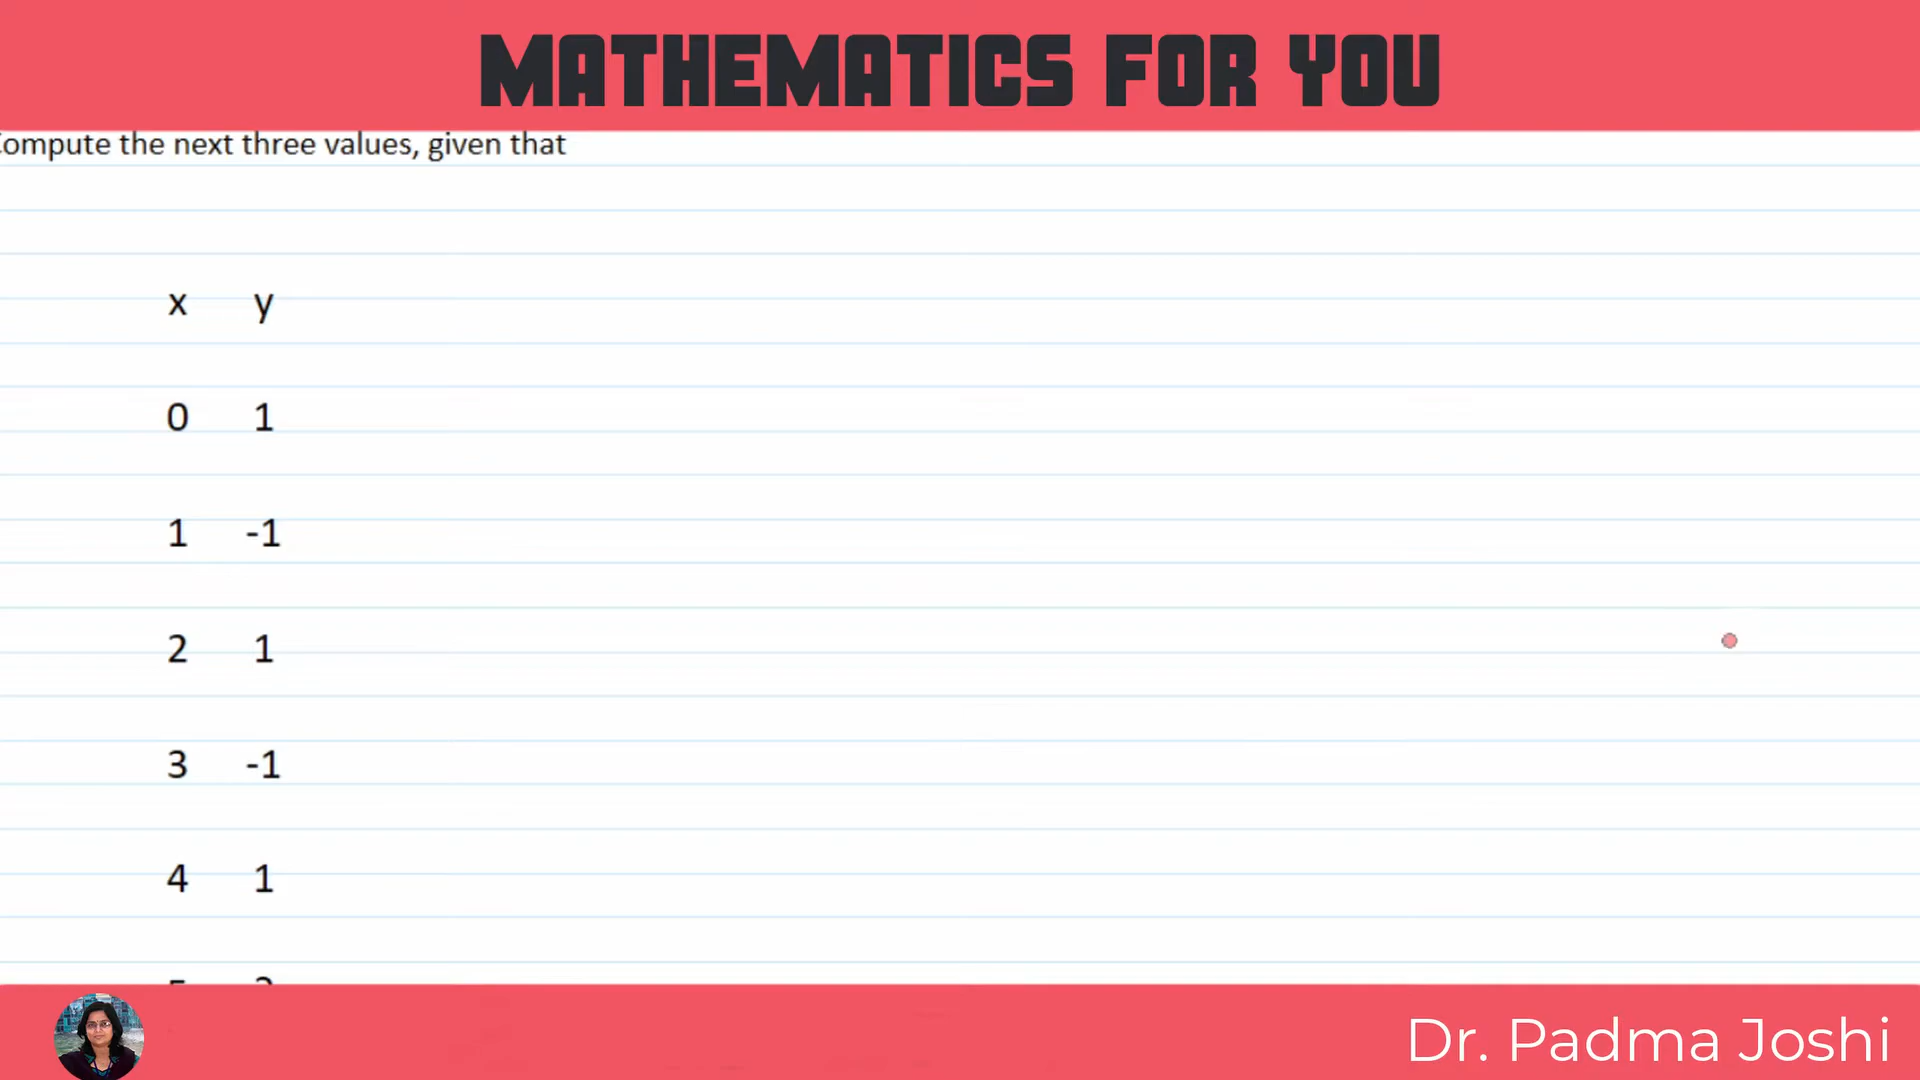 MATHEMATICS FOR YOU
ompute the next three values, given that
x y
0 1
1 -1
2 1
3 -1
4 1
Dr. Padma Joshi